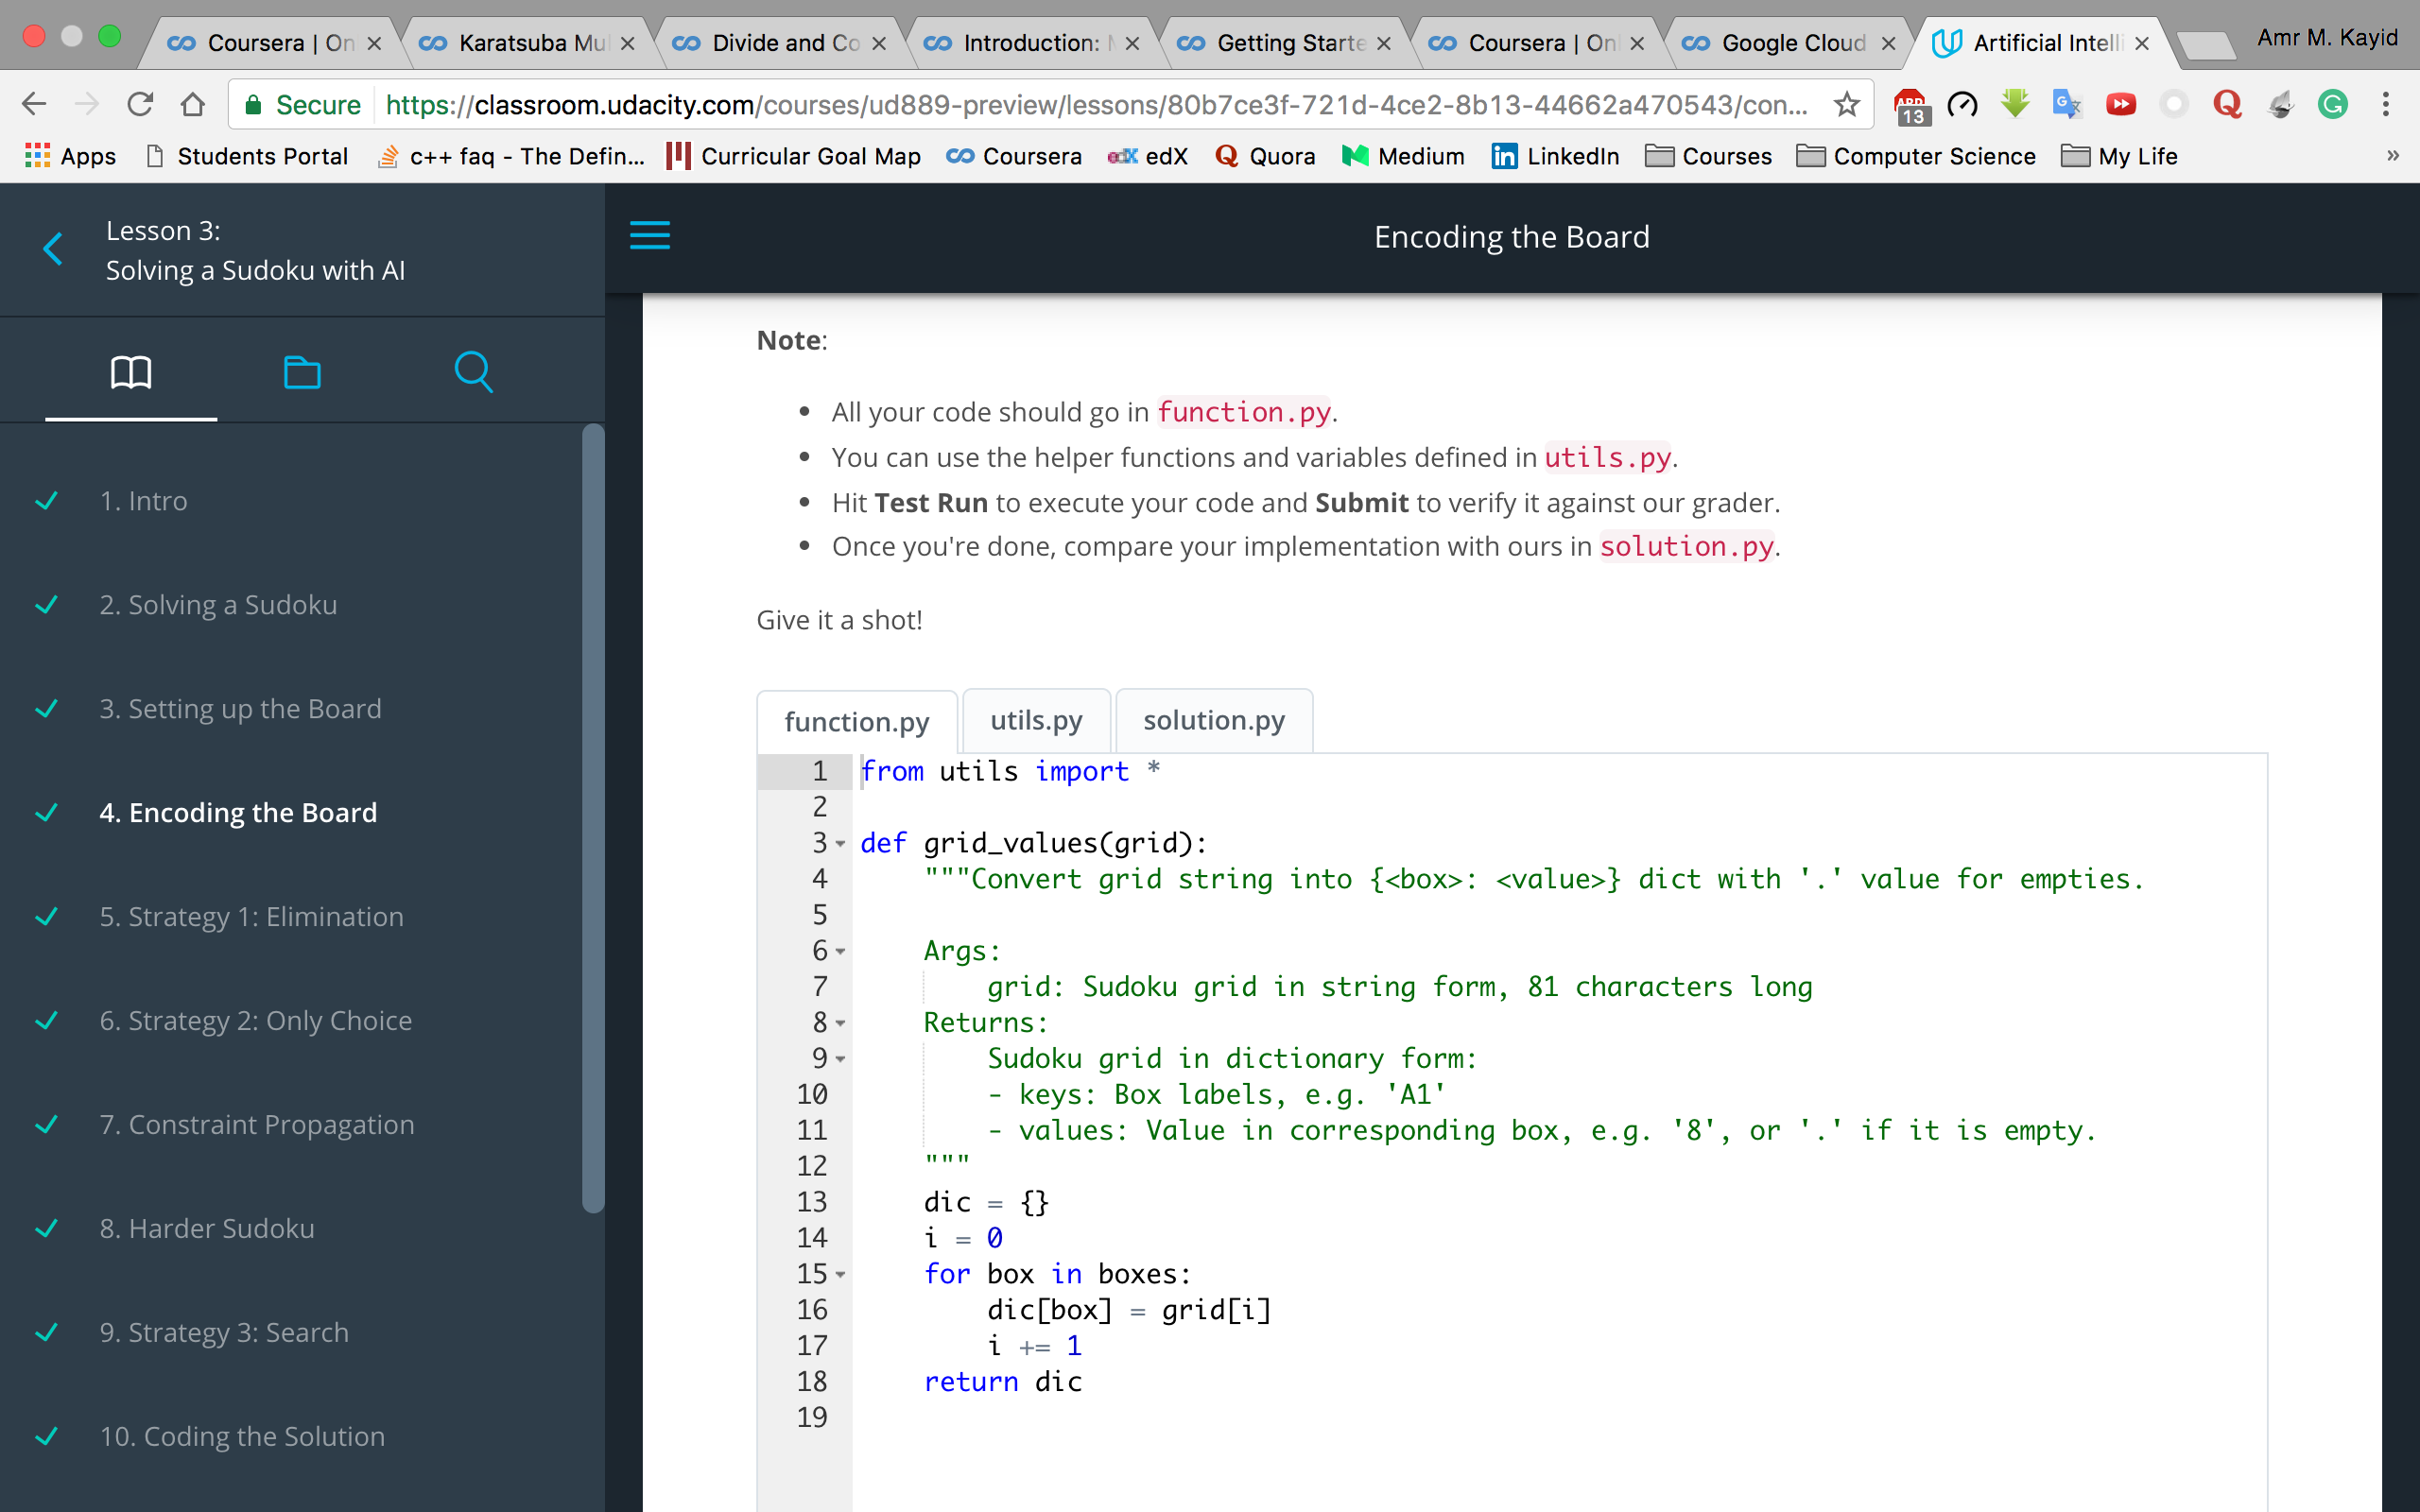 Coursera | On
Karatsuba Mul
Divide and Co
Introduction: M
Getting Starte
Coursera | Onl
Google Cloud
Artificial Intelli
Amr M. Kayid
Secure
https://classroom.udacity.com/courses/ud889-preview/lessons/80b7ce3f-721d-4ce2-8b13-44662a470543/con...
ABP
13
Apps
Students Portal
c++ faq - The Defin...
Curricular Goal Map
Coursera
edX edX
Quora
Medium
in LinkedIn
Courses
Computer Science
My Life
»
Lesson 3:
Solving a Sudoku with AI
Encoding the Board
1. Intro
2. Solving a Sudoku
3. Setting up the Board
4. Encoding the Board
5. Strategy 1: Elimination
6. Strategy 2: Only Choice
7. Constraint Propagation
8. Harder Sudoku
9. Strategy 3: Search
10. Coding the Solution
Note:
• All your code should go in function.py.
• You can use the helper functions and variables defined in utils.py.
• Hit Test Run to execute your code and Submit to verify it against our grader.
• Once you're done, compare your implementation with ours in solution.py.
Give it a shot!
function.py utils.py solution.py
1 from utils import *
2
3 def grid_values(grid):
4     """Convert grid string into {<box>: <value>} dict with '.' value for empties.
5
6     Args:
7         grid: Sudoku grid in string form, 81 characters long
8     Returns:
9         Sudoku grid in dictionary form:
10         - keys: Box labels, e.g. 'A1'
11         - values: Value in corresponding box, e.g. '8', or '.' if it is empty.
12     """
13     dic = {}
14     i = 0
15     for box in boxes:
16         dic[box] = grid[i]
17         i += 1
18     return dic
19